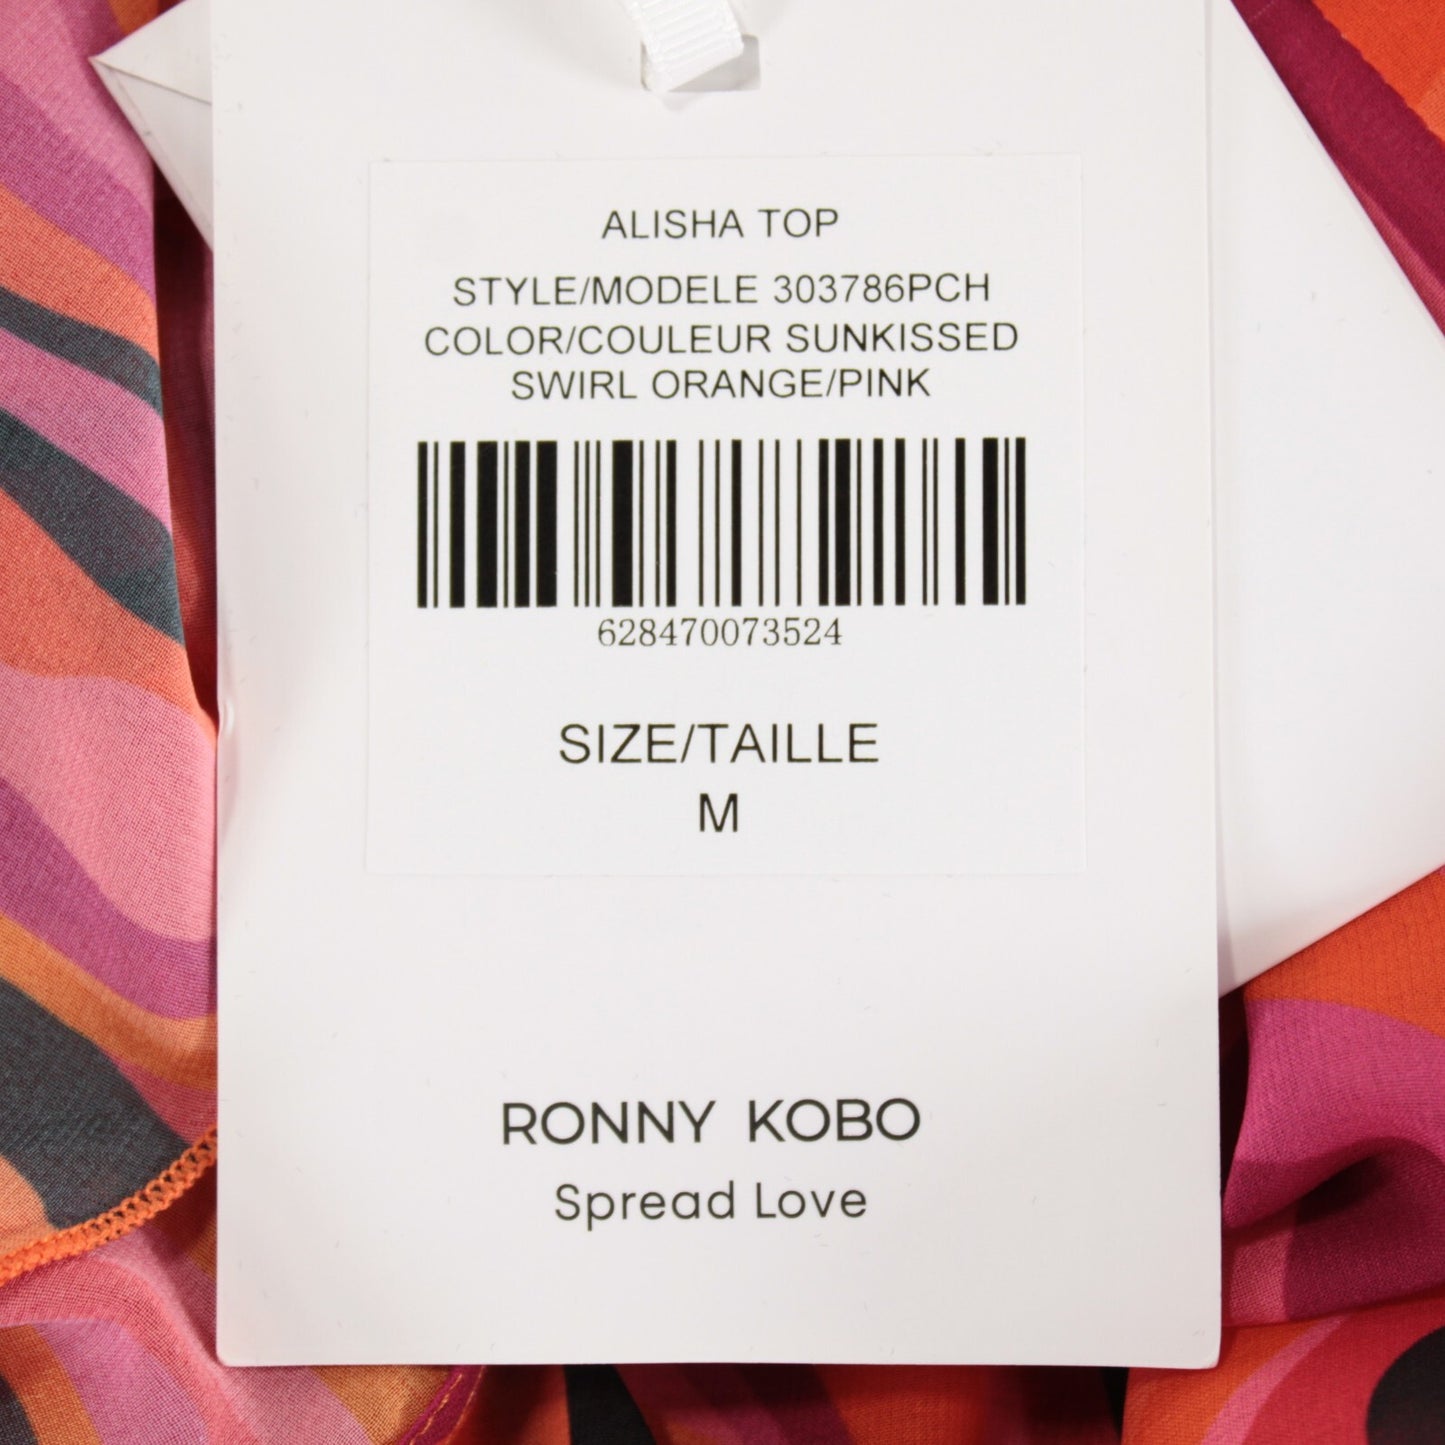 ALISHA TOP
STYLE/MODELE 303786PCH
COLOR/COULEUR SUNKISSED
SWIRL ORANGE/PINK
628470073524
SIZE/TAILLE
M
RONNY KOBO
Spread Love